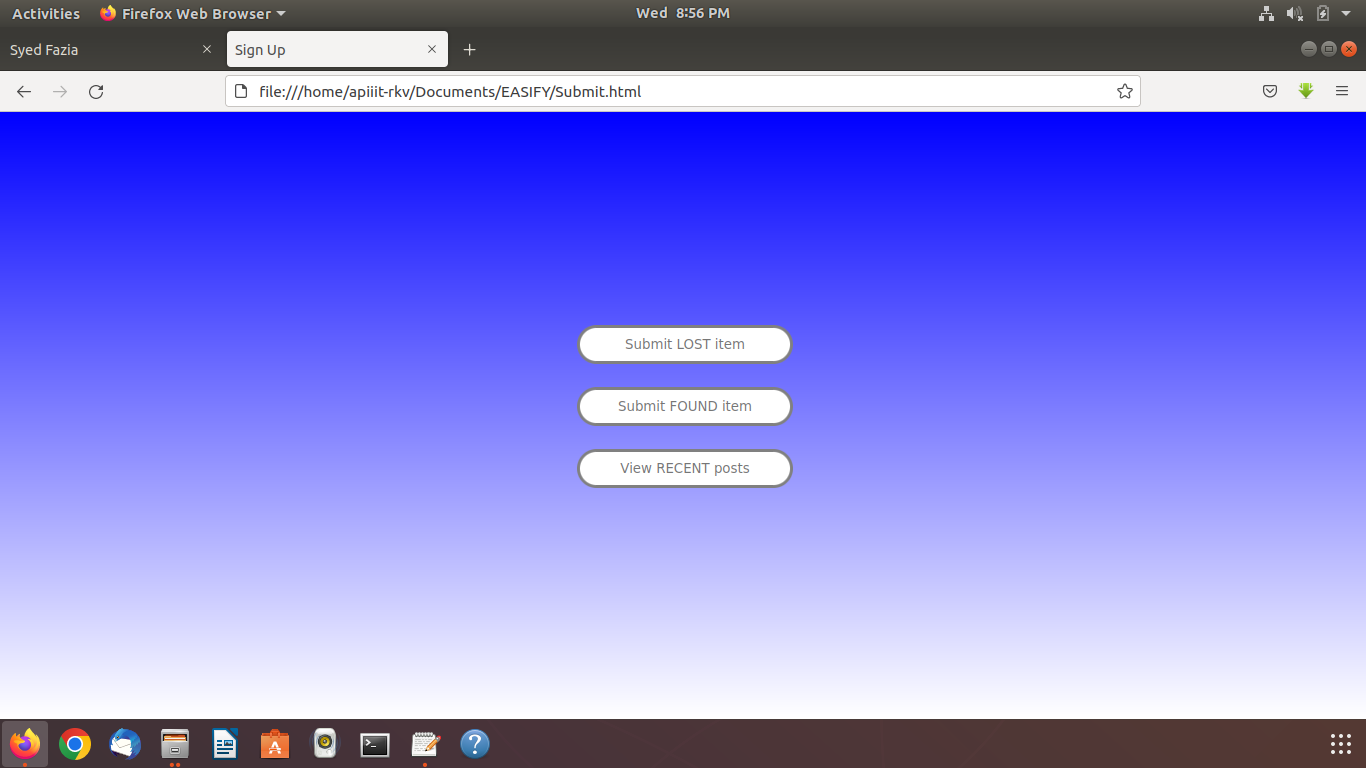 Activities Firefox Web Browser Wed 8:56 PM
Syed Fazia Sign Up
file:///home/apiiit-rkv/Documents/EASIFY/Submit.html
Submit LOST item
Submit FOUND item
View RECENT posts